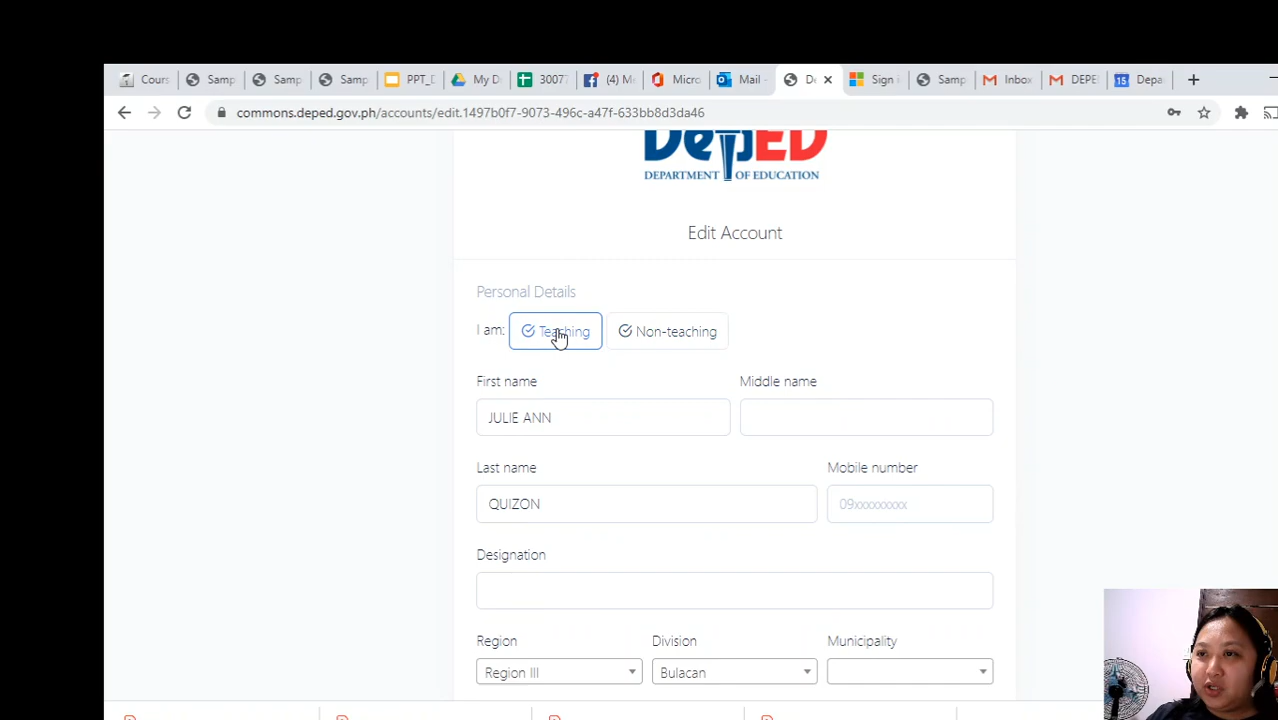 Cours
Samp
Samp
Samp
PPT_D
My D
3007
(4) M
Micro
Mail -
De
Sign i
Samp
Inbox
DEPE
Depa
commons.deped.gov.ph/accounts/edit.1497b0f7-9073-496c-a47f-633bb8d3da46
DepED
DEPARTMENT OF EDUCATION
Edit Account
Personal Details
I am: Teaching Non-teaching
First name Middle name
JULIE ANN
Last name Mobile number
QUIZON 09xxxxxxxxx
Designation
Region Division Municipality
Region III Bulacan